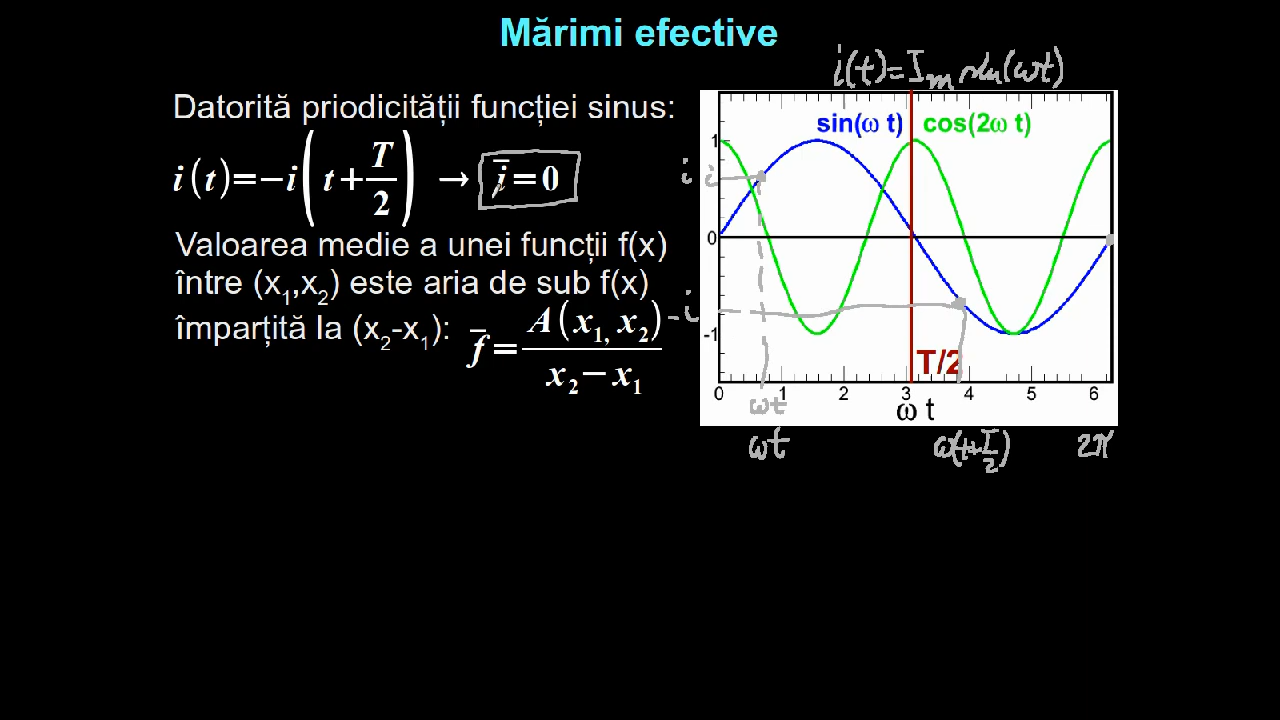 Mărimi efective
i(t)=I_m sin(ωt)
Datorită priodicității funcției sinus:
i(t)=−i(t+T/2) → i̅=0
Valoarea medie a unei funcții f(x)
între (x₁,x₂) este aria de sub f(x)
împărțită la (x₂-x₁): f̅=A(x₁,x₂)/(x₂−x₁)
sin(ω t) cos(2ω t)
1
i i
0
-i
-1
T/2
0 1 2 3 4 5 6
ωt
ω t
ωt ω(t+T/2) 2π